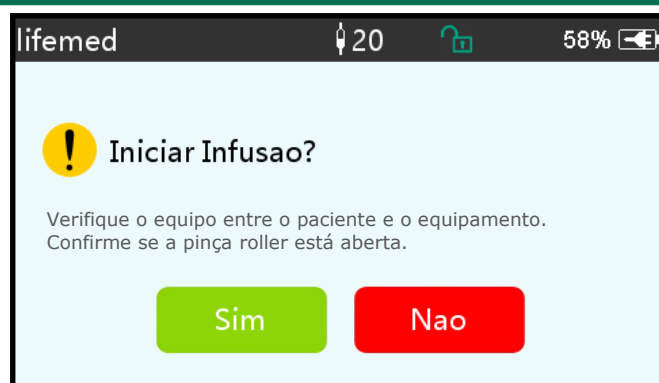 lifemed 20 58%
Iniciar Infusao?
Verifique o equipo entre o paciente e o equipamento.
Confirme se a pinça roller está aberta.
Sim Nao